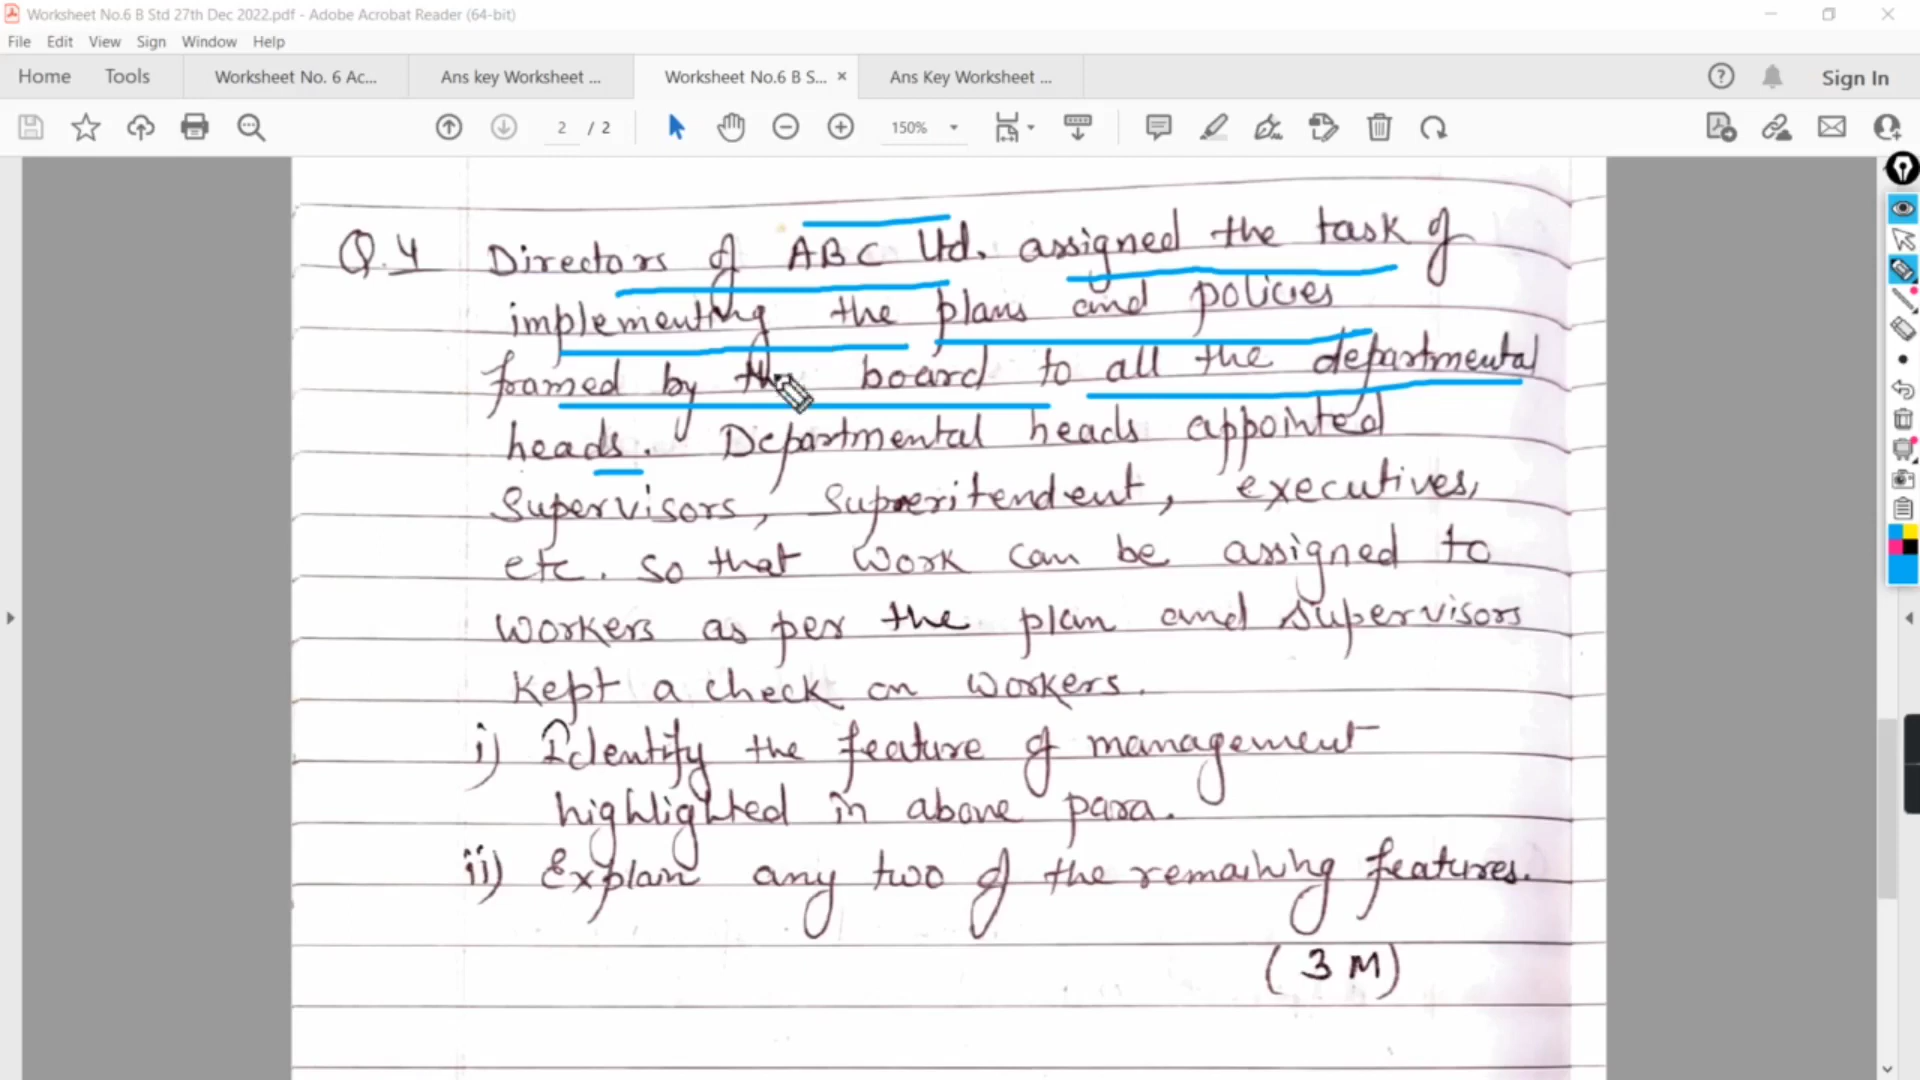 Worksheet No.6 B Std 27th Dec 2022.pdf - Adobe Acrobat Reader (64-bit)
File Edit View Sign Window Help
Home Tools Worksheet No. 6 Ac... Ans key Worksheet ... Worksheet No.6 B S... × Ans Key Worksheet ... Sign In
2 / 2 150%
Q.4 Directors of ABC Ltd. assigned the task of
implementing the plans and policies
framed by the board to all the departmental
heads. Departmental heads appointed
Supervisors, Supreritendent, executives,
etc. so that work can be assigned to
workers as per the plan and supervisors
kept a check on workers.
i) Identify the feature of management
highlighted in above para.
ii) Explain any two of the remaining features.
(3 M)